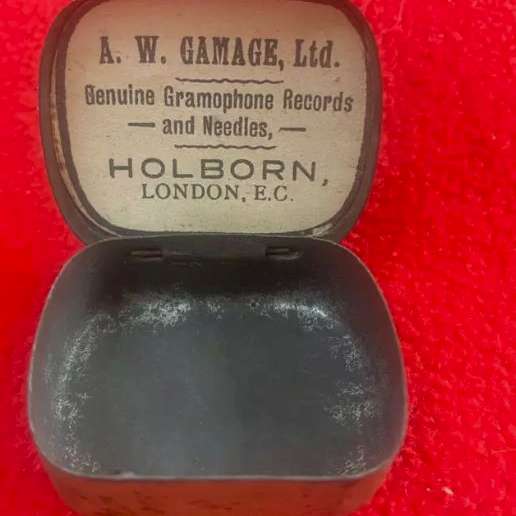 A. W. GAMAGE, Ltd.
Genuine Gramophone Records
— and Needles, —
HOLBORN,
LONDON, E.C.